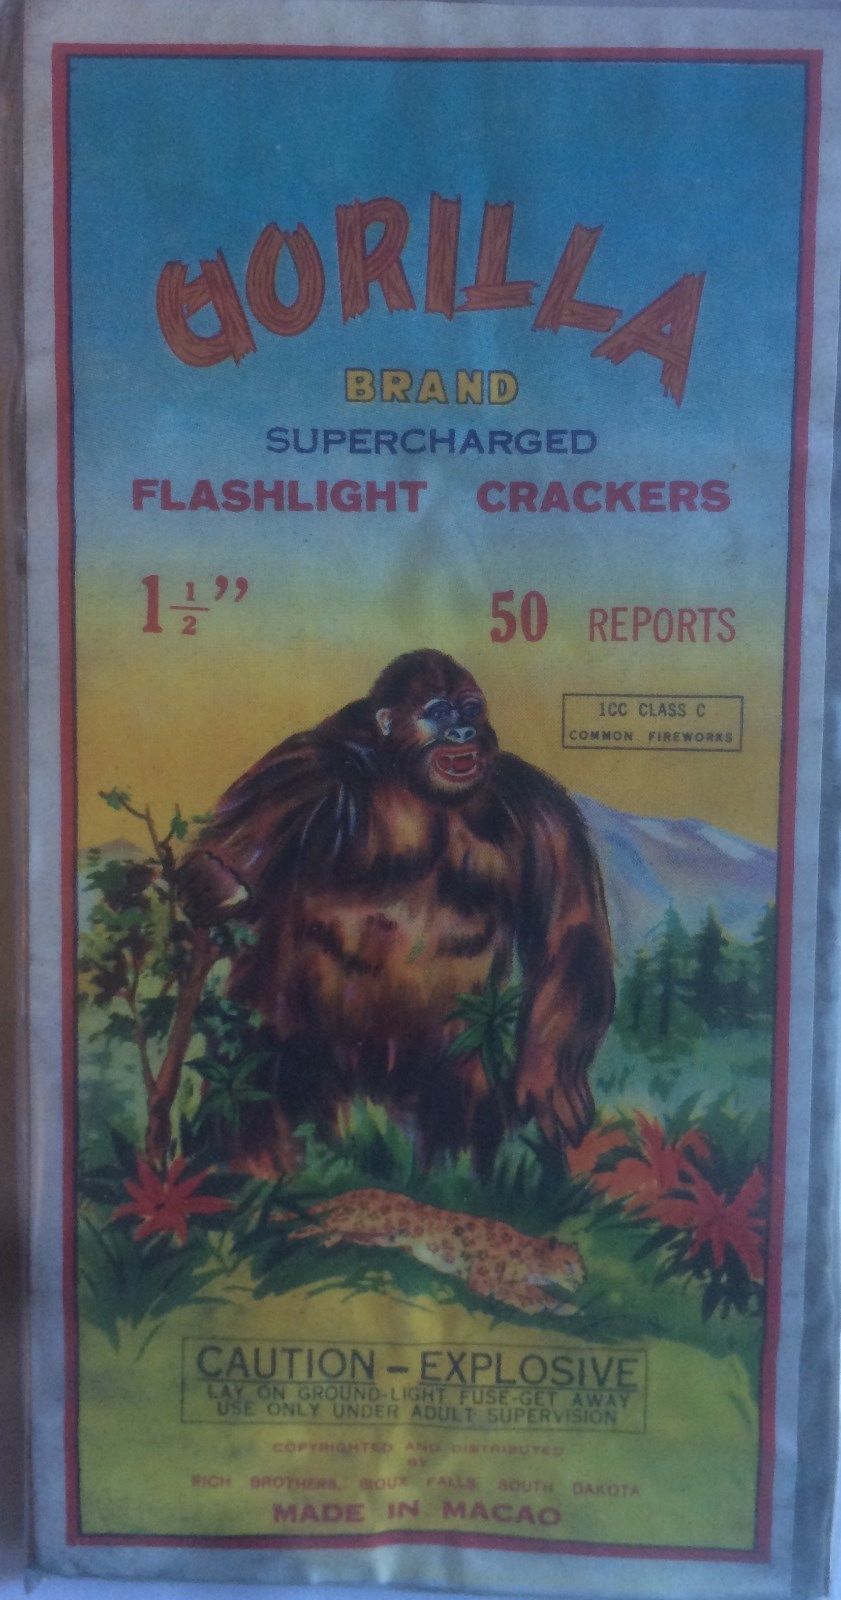 GORILLA
BRAND
SUPERCHARGED
FLASHLIGHT CRACKERS
1 1/2” 50 REPORTS
ICC CLASS C
COMMON FIREWORKS
CAUTION – EXPLOSIVE
LAY ON GROUND-LIGHT FUSE-GET AWAY
USE ONLY UNDER ADULT SUPERVISION
COPYRIGHTED AND DISTRIBUTED
BY
RICH BROTHERS, SIOUX FALLS, SOUTH DAKOTA
MADE IN MACAO